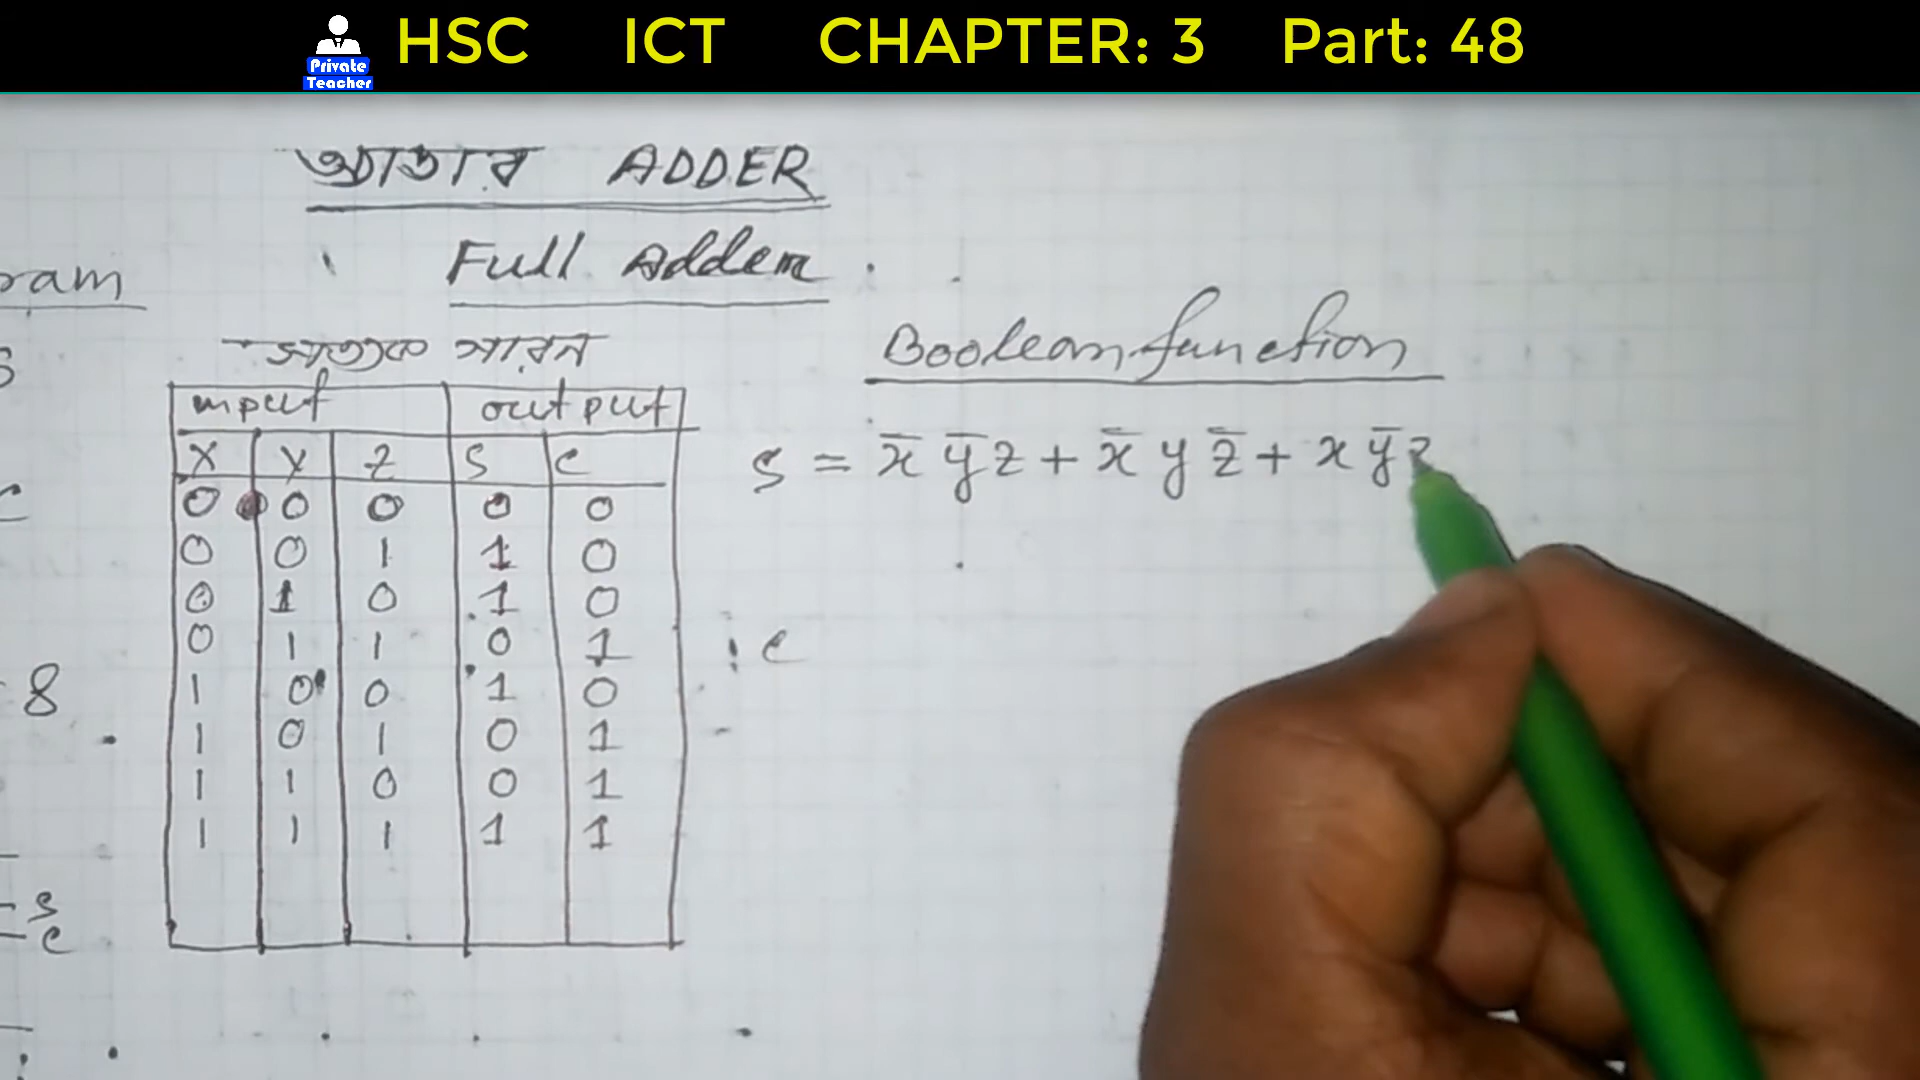 HSC ICT CHAPTER: 3 Part: 48
Private
Teacher
অ্যাডার ADDER
Full Adder
সত্যক সারণি
input output
X Y Z S C
0 0 0 0 0
0 0 1 1 0
0 1 0 1 0
0 1 1 0 1
1 0 0 1 0
1 0 1 0 1
1 1 0 0 1
1 1 1 1 1
Boolean function
S = x̄ ȳ z + x̄ y z̄ + x ȳ z
C
ram
8
S
C